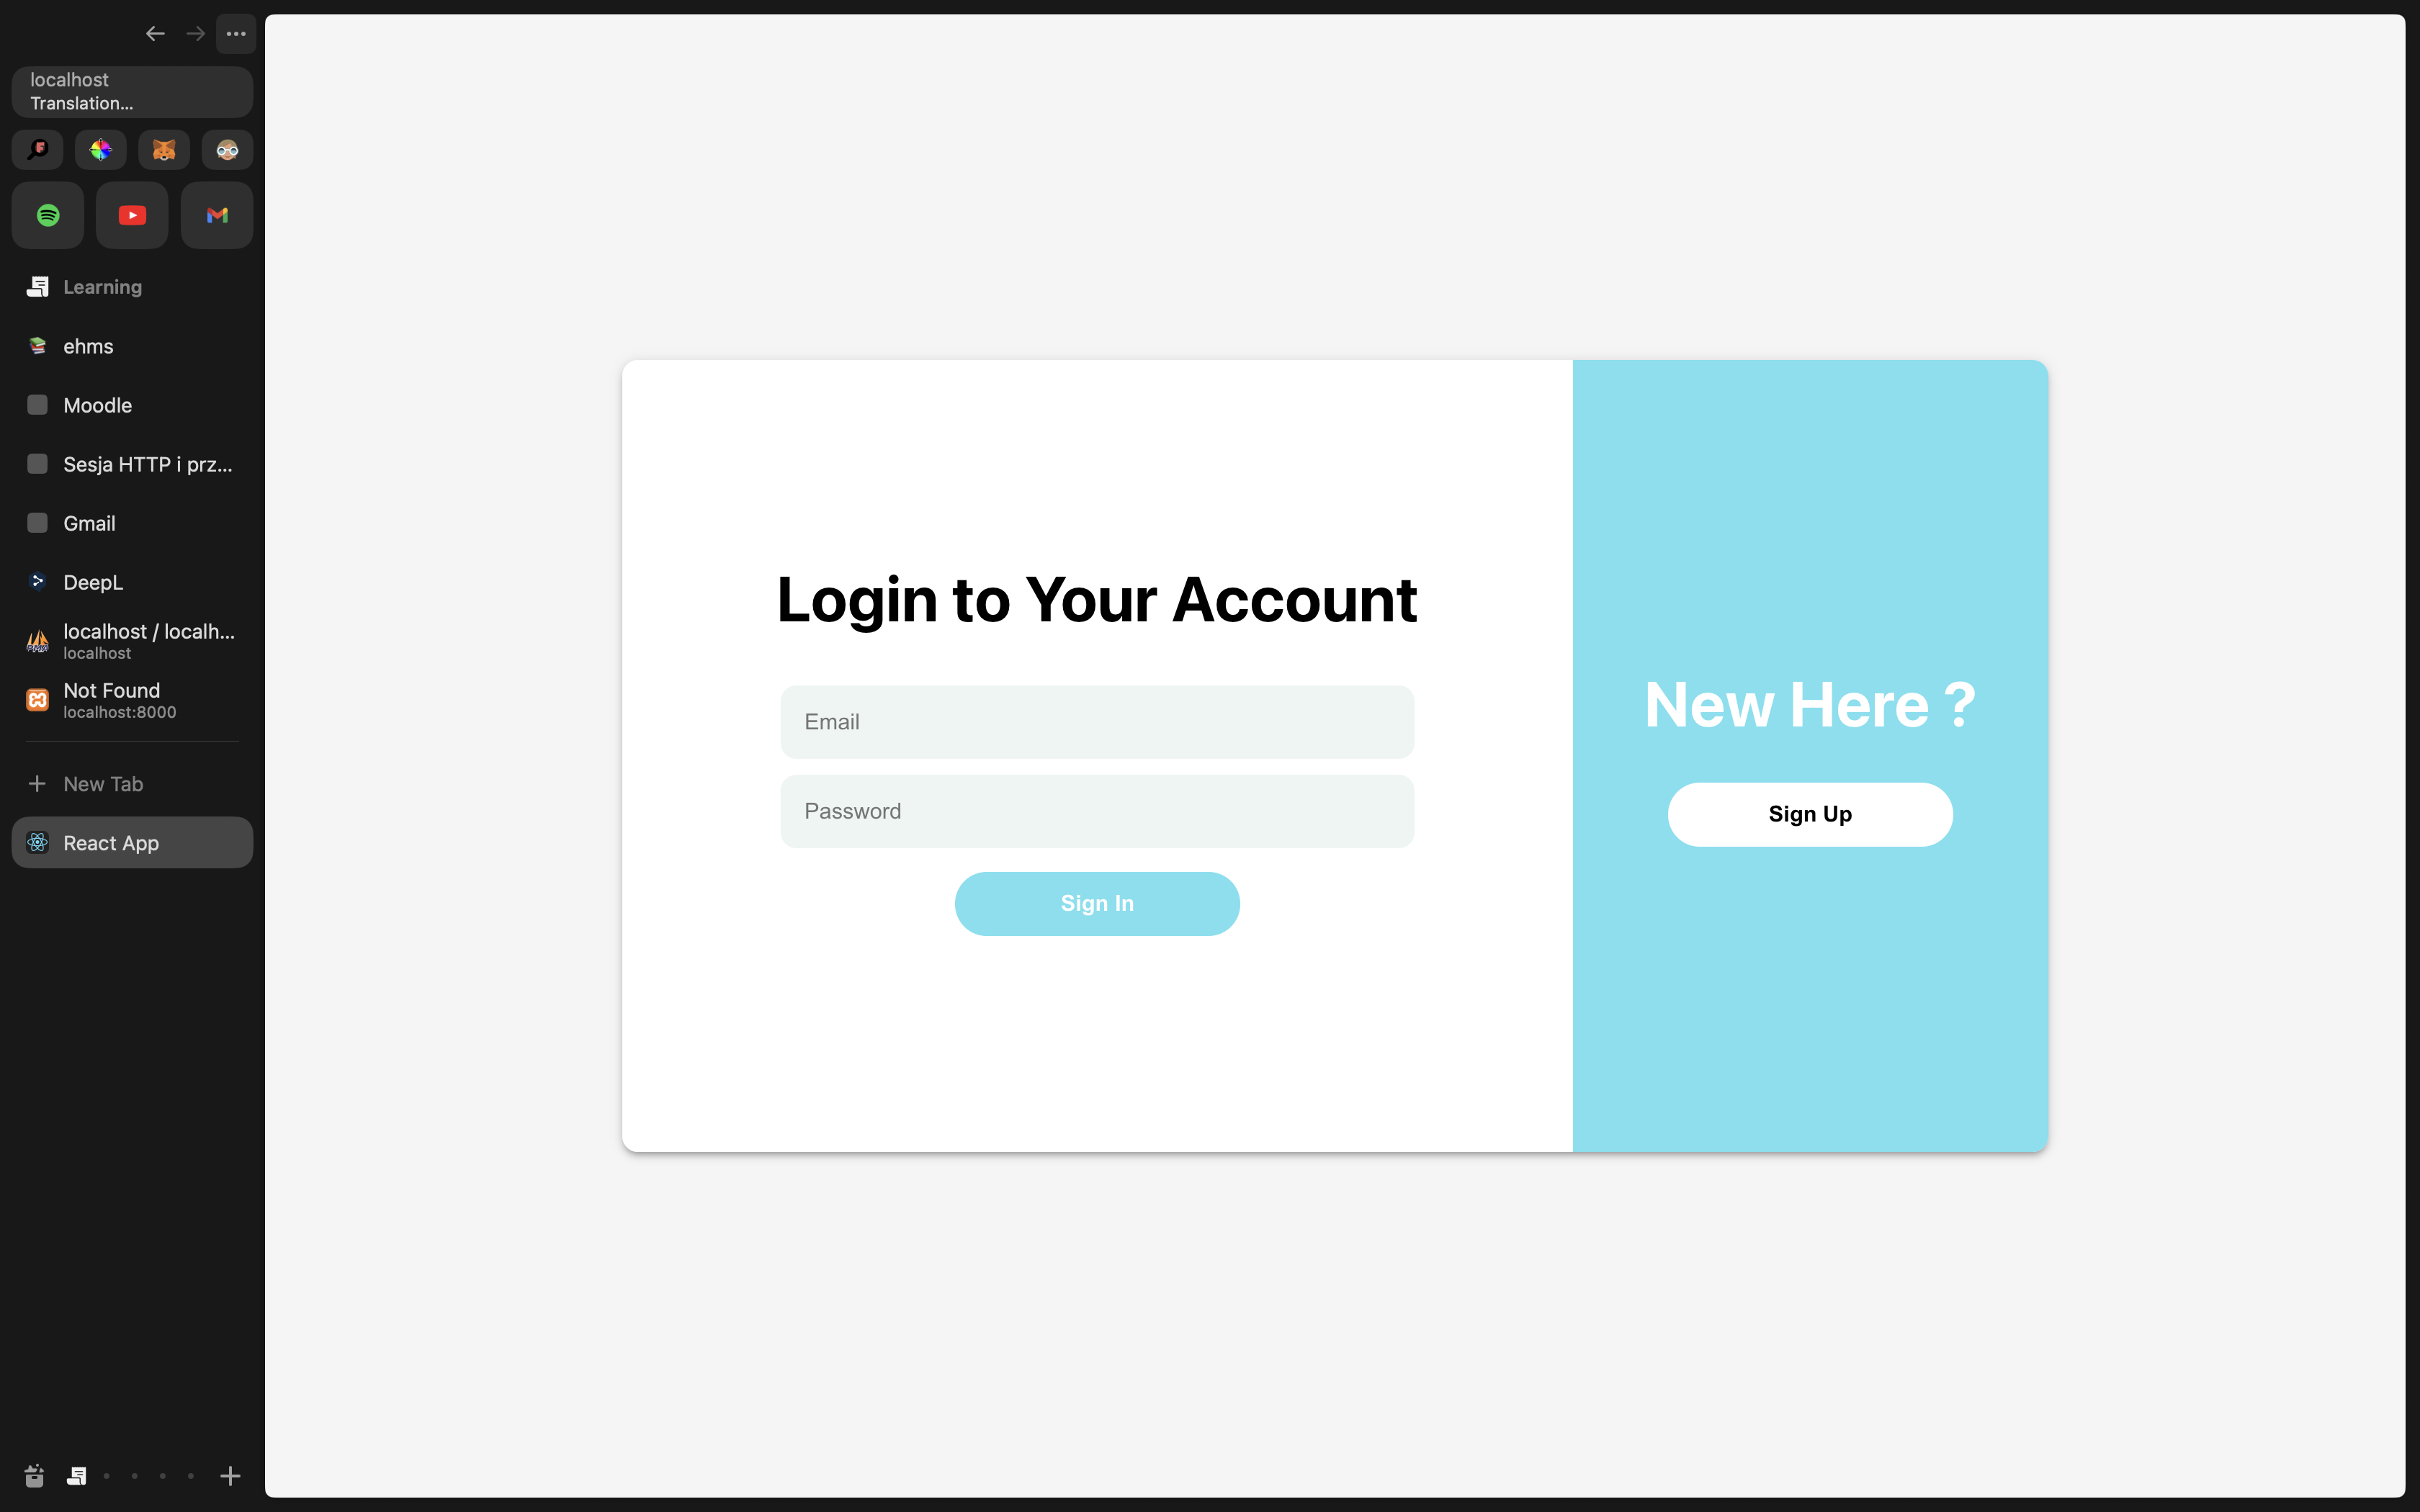 localhost
Translation...
Learning
ehms
Moodle
Sesja HTTP i prz...
Gmail
DeepL
localhost / localh...
localhost
Not Found
localhost:8000
New Tab
React App
Login to Your Account
Email
Password
Sign In
New Here ?
Sign Up